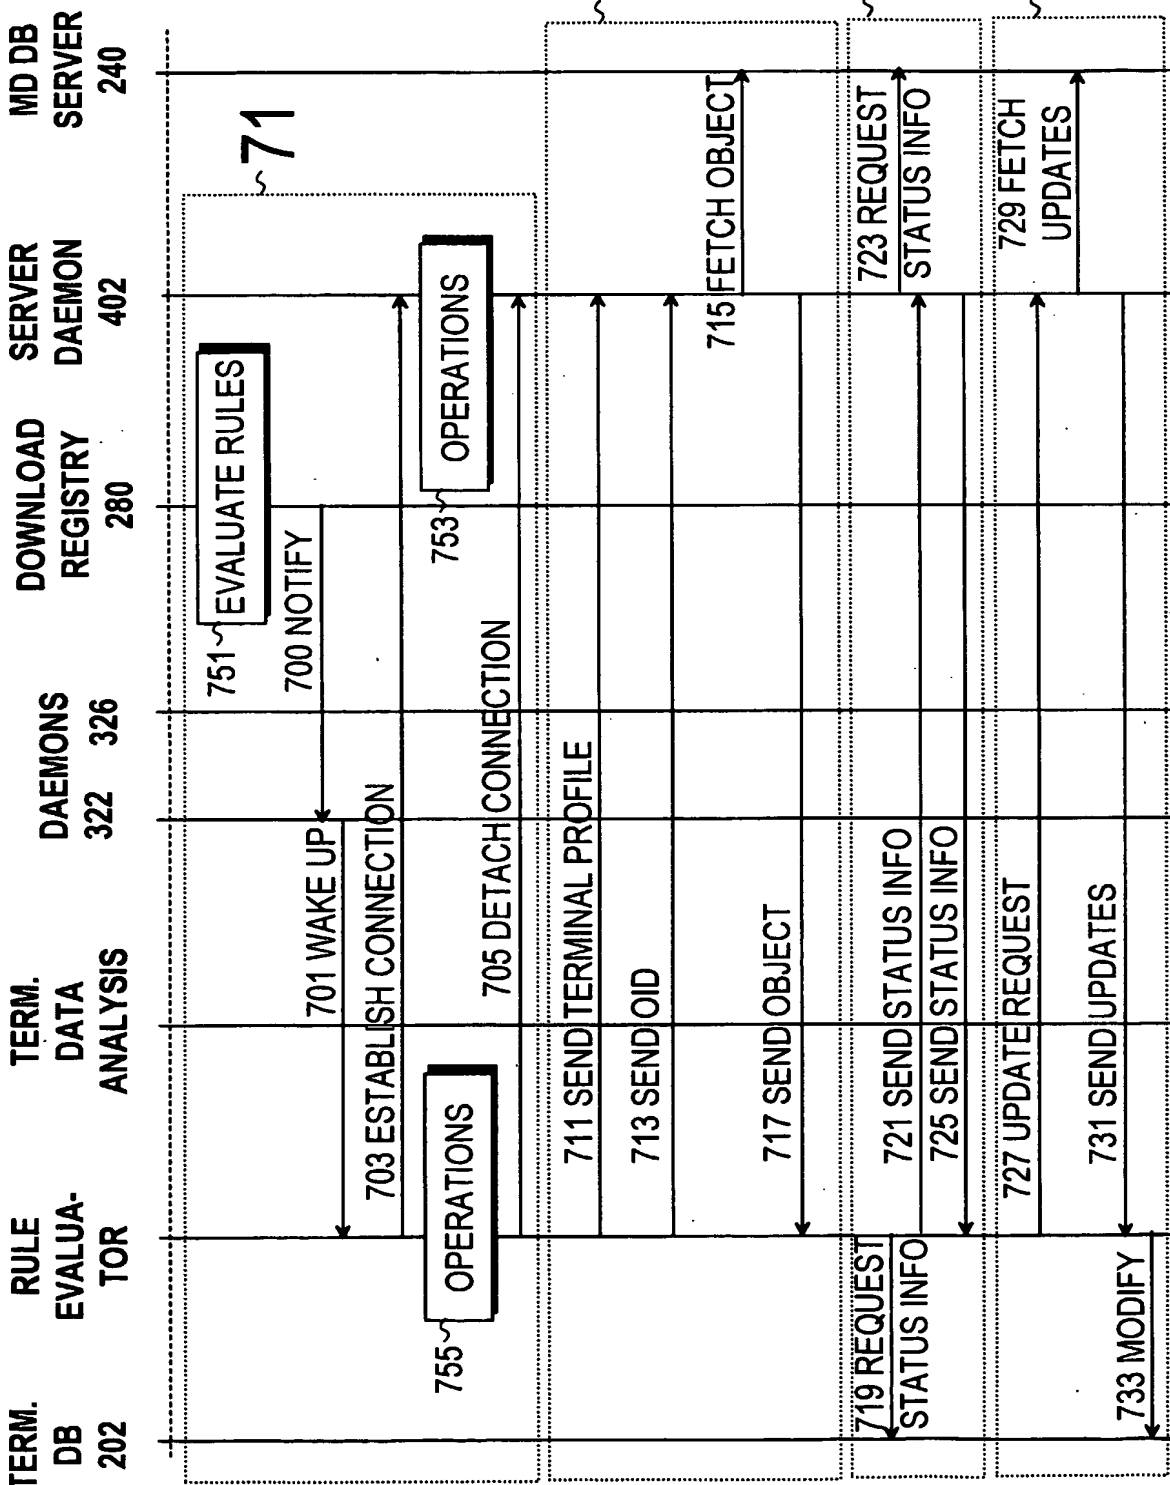 TERM.
DB
202
RULE
EVALUA-
TOR
TERM.
DATA
ANALYSIS
DAEMONS
322 326
DOWNLOAD
REGISTRY
280
SERVER
DAEMON
402
MD DB
SERVER
240
71
751 EVALUATE RULES
700 NOTIFY
701 WAKE UP
703 ESTABLISH CONNECTION
755 OPERATIONS
753 OPERATIONS
705 DETACH CONNECTION
711 SEND TERMINAL PROFILE
713 SEND OID
715 FETCH OBJECT
717 SEND OBJECT
719 REQUEST
STATUS INFO
721 SEND STATUS INFO
723 REQUEST
STATUS INFO
725 SEND STATUS INFO
727 UPDATE REQUEST
729 FETCH
UPDATES
731 SEND UPDATES
733 MODIFY